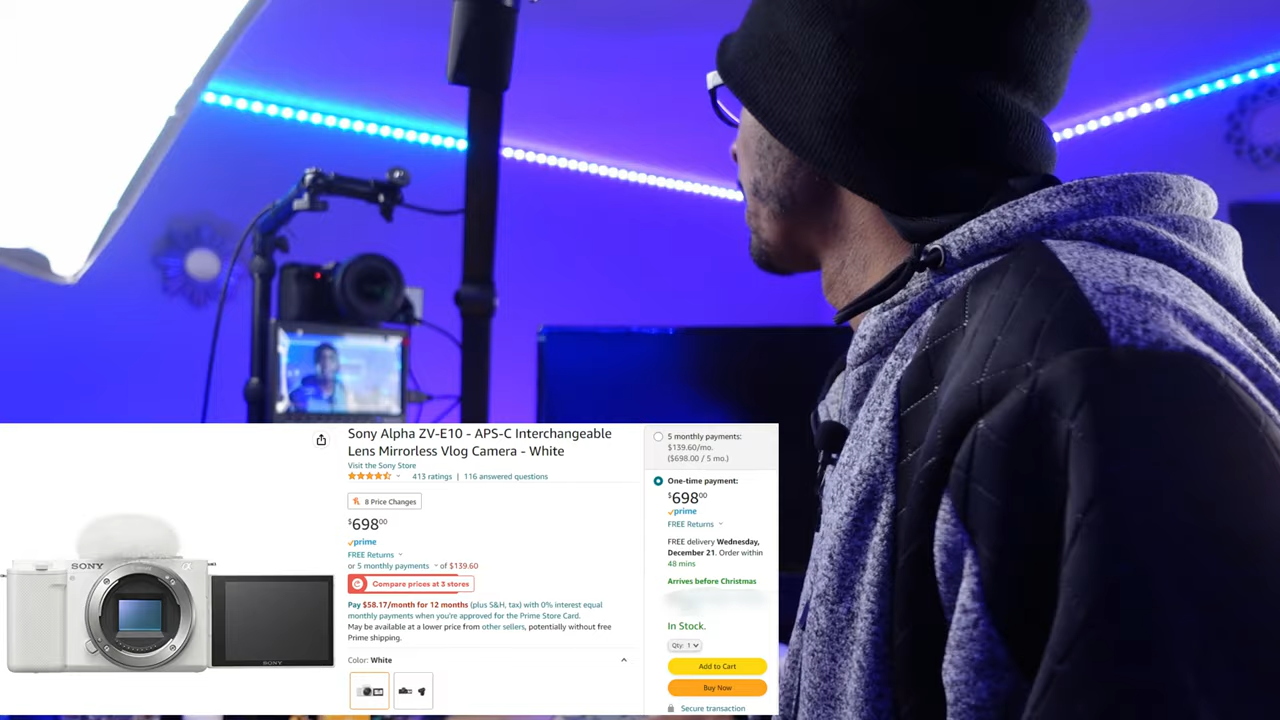 Sony Alpha ZV-E10 - APS-C Interchangeable
Lens Mirrorless Vlog Camera - White
Visit the Sony Store
413 ratings | 116 answered questions
8 Price Changes
$69800
prime
FREE Returns
or 5 monthly payments of $139.60
Compare prices at 3 stores
Pay $58.17/month for 12 months (plus S&H, tax) with 0% interest equal
monthly payments when you're approved for the Prime Store Card.
May be available at a lower price from other sellers, potentially without free
Prime shipping.
Color: White
SONY
α
SONY
5 monthly payments:
$139.60/mo.
($698.00 / 5 mo.)
One-time payment:
$69800
prime
FREE Returns
FREE delivery Wednesday,
December 21. Order within
48 mins
Arrives before Christmas
In Stock.
Qty: 1
Add to Cart
Buy Now
Secure transaction